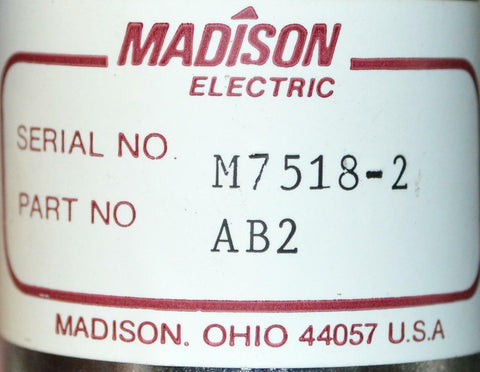 MADISON
ELECTRIC
SERIAL NO. M7518-2
PART NO AB2
MADISON. OHIO 44057 U.S.A